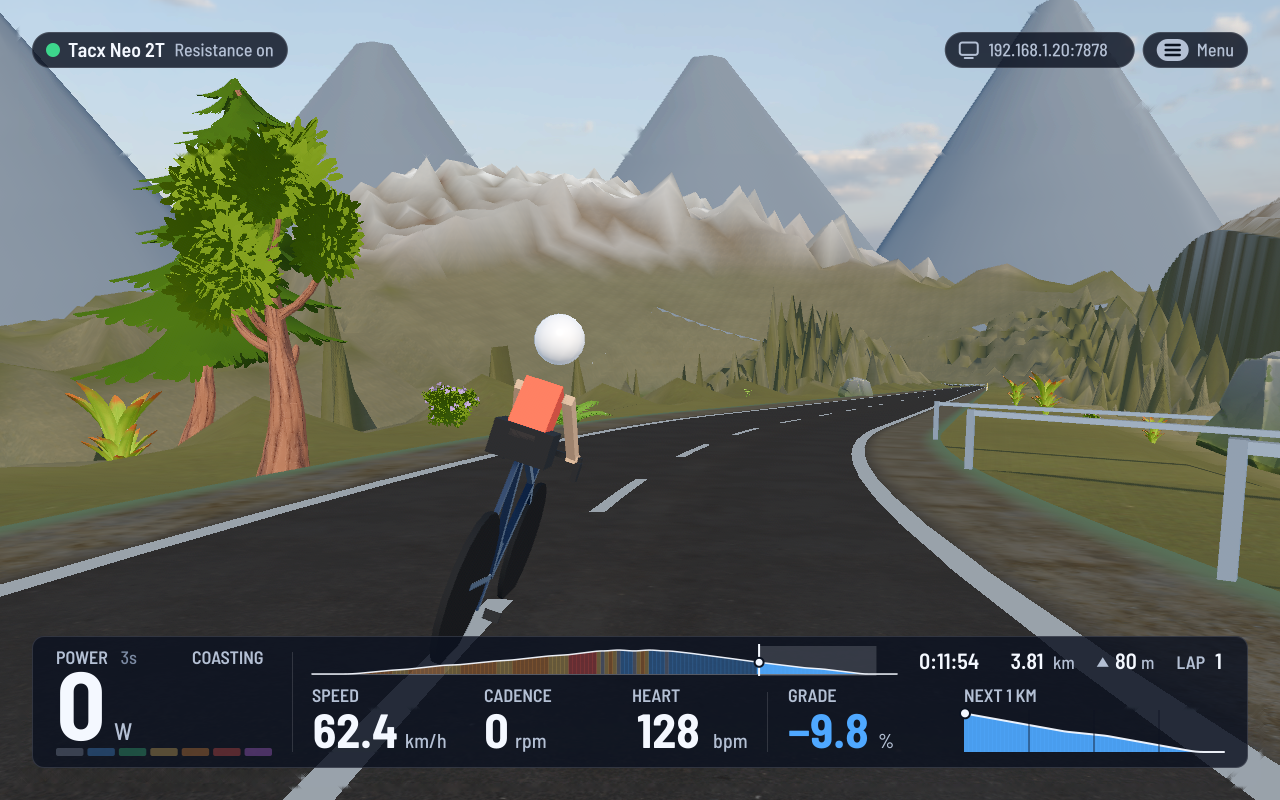 Tacx Neo 2T Resistance on
192.168.1.20:7878
Menu
POWER 3s COASTING
0 W
0:11:54 3.81 km ▲ 80 m LAP 1
SPEED
62.4 km/h
CADENCE
0 rpm
HEART
128 bpm
GRADE
−9.8 %
NEXT 1 KM